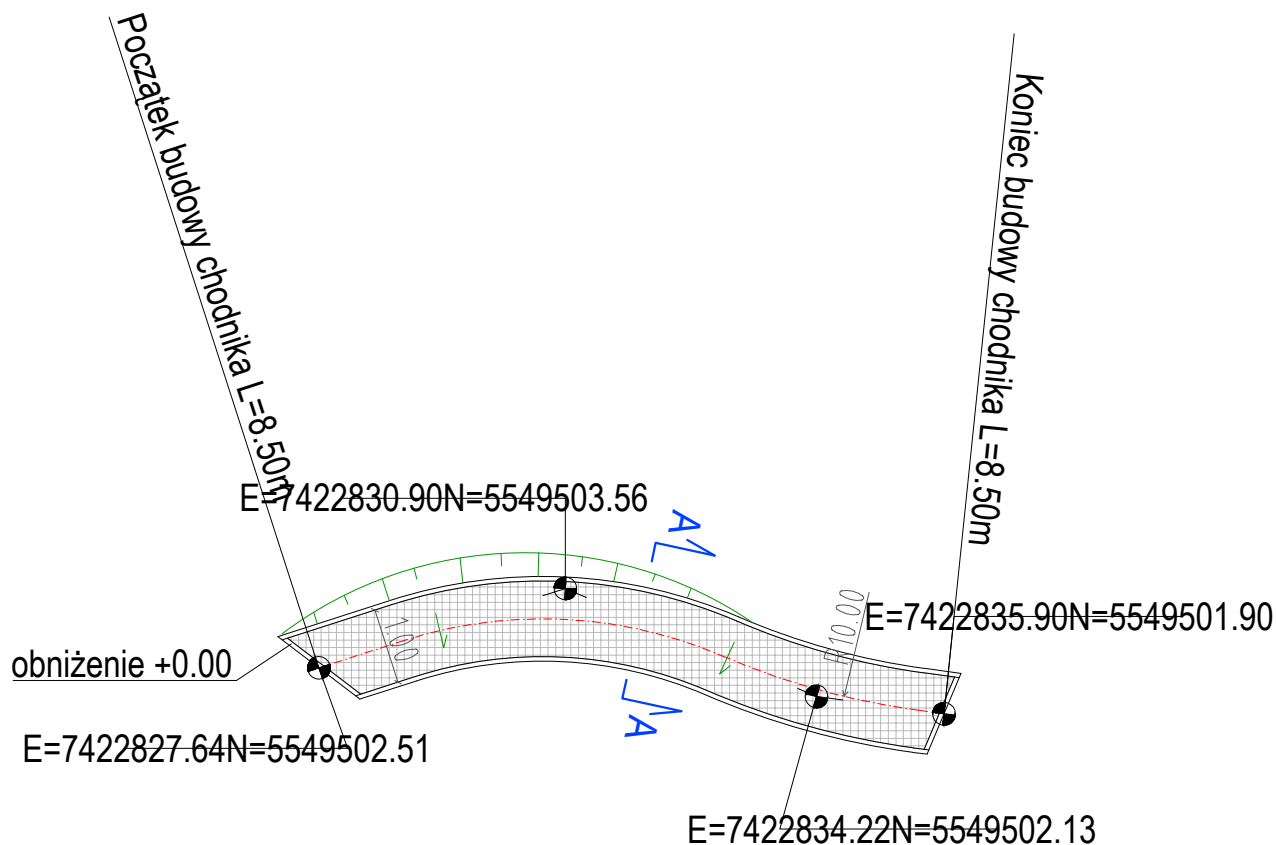 Początek budowy chodnika L=8.50m
Koniec budowy chodnika L=8.50m
E=7422830.90N=5549503.56
A
R10.00
E=7422835.90N=5549501.90
1.00
obniżenie +0.00
A
E=7422827.64N=5549502.51
E=7422834.22N=5549502.13